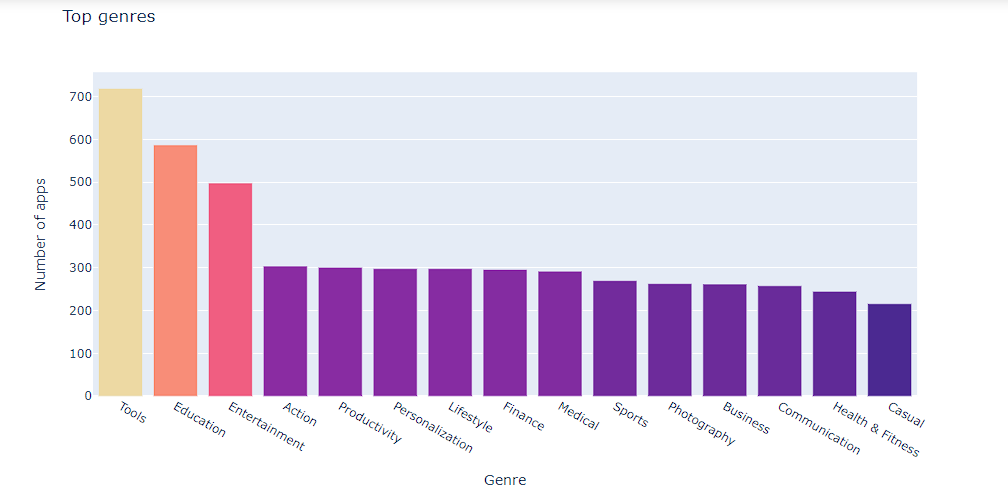 Top genres
Number of apps
700
600
500
400
300
200
100
0
Tools
Education
Entertainment
Action
Productivity
Personalization
Lifestyle
Finance
Medical
Sports
Photography
Business
Communication
Health & Fitness
Casual
Genre